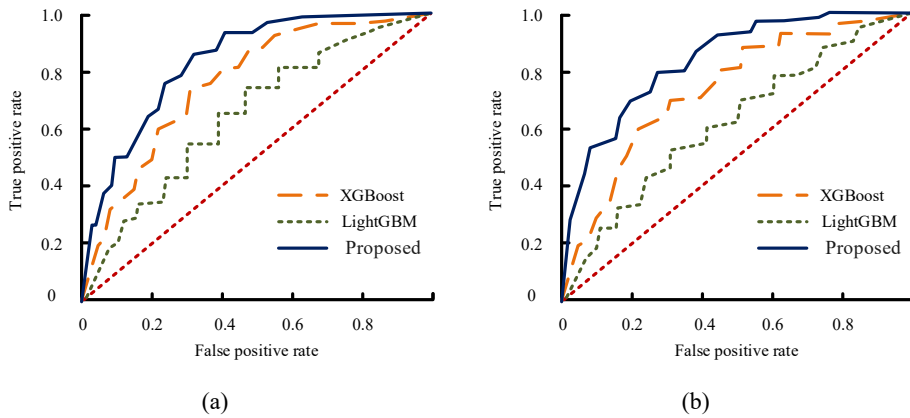 1.0
0.8
0.6
0.4
0.2
0
True positive rate
XGBoost
LightGBM
Proposed
0 0.2 0.4 0.6 0.8
False positive rate
(a)
1.0
0.8
0.6
0.4
0.2
0
True positive rate
XGBoost
LightGBM
Proposed
0 0.2 0.4 0.6 0.8
False positive rate
(b)